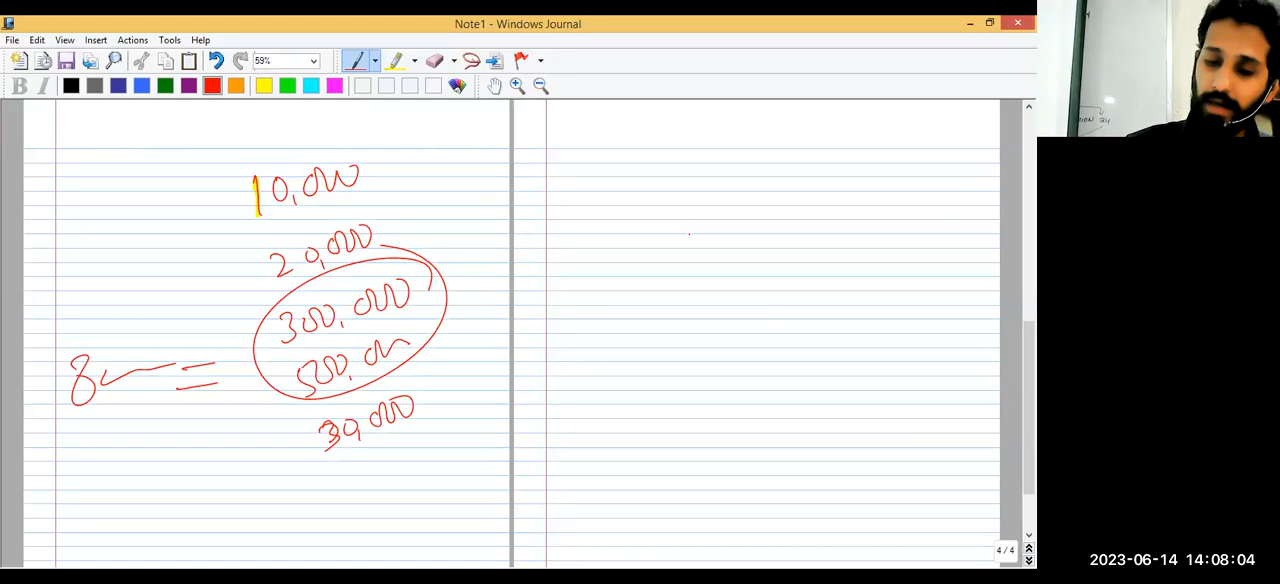 Note1 - Windows Journal
File Edit View Insert Actions Tools Help
59%
B I
10,000
20,000
300,000
500,000
8 =
30,000
4 / 4
2023-06-14 14:08:04